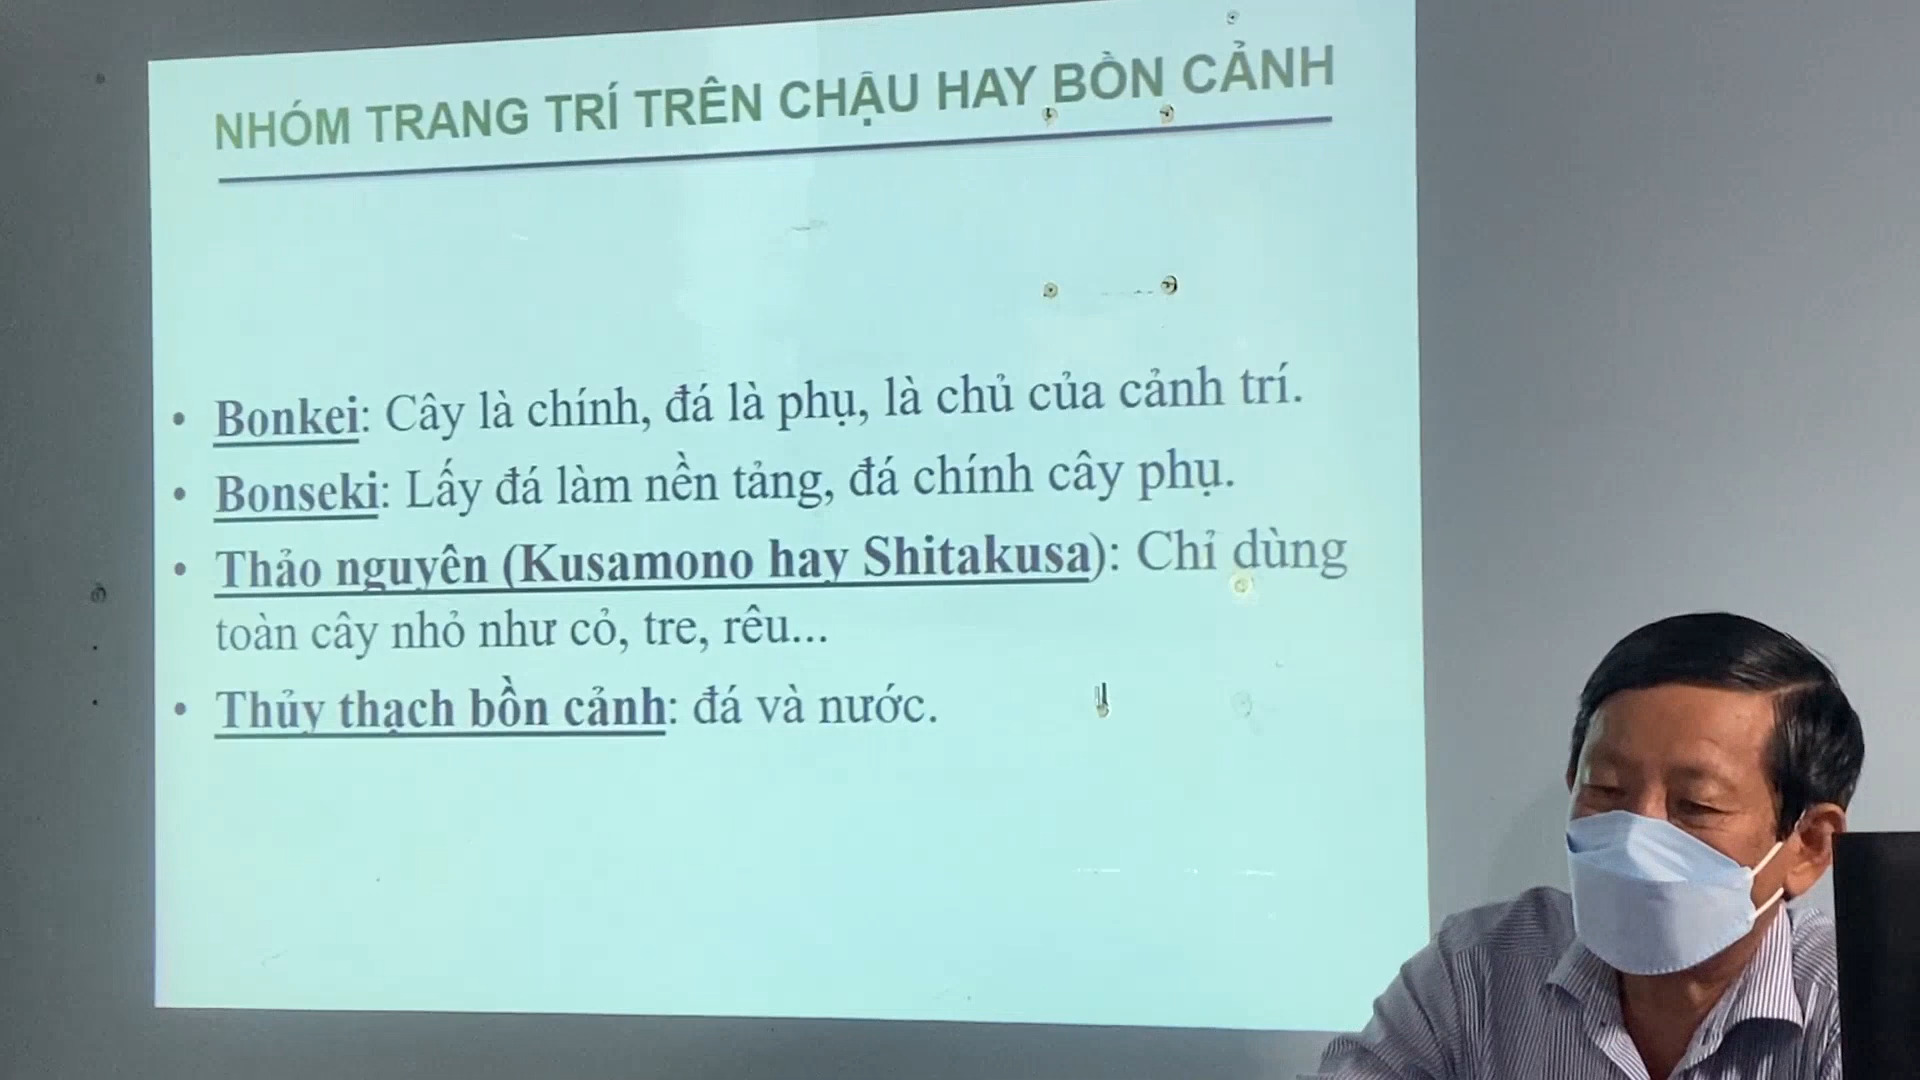 NHÓM TRANG TRÍ TRÊN CHẬU HAY BỒN CẢNH
• Bonkei: Cây là chính, đá là phụ, là chủ của cảnh trí.
• Bonseki: Lấy đá làm nền tảng, đá chính cây phụ.
• Thảo nguyên (Kusamono hay Shitakusa): Chỉ dùng
toàn cây nhỏ như cỏ, tre, rêu...
• Thủy thạch bồn cảnh: đá và nước.